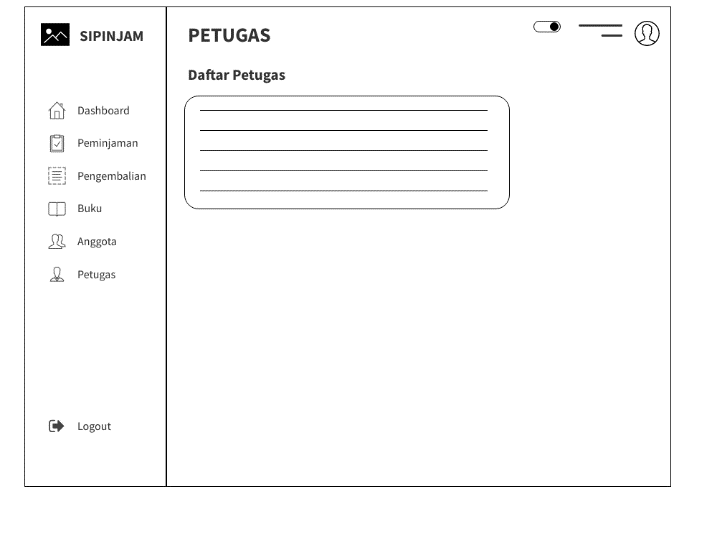 SIPINJAM
Dashboard
Peminjaman
Pengembalian
Buku
Anggota
Petugas
Logout
PETUGAS
Daftar Petugas